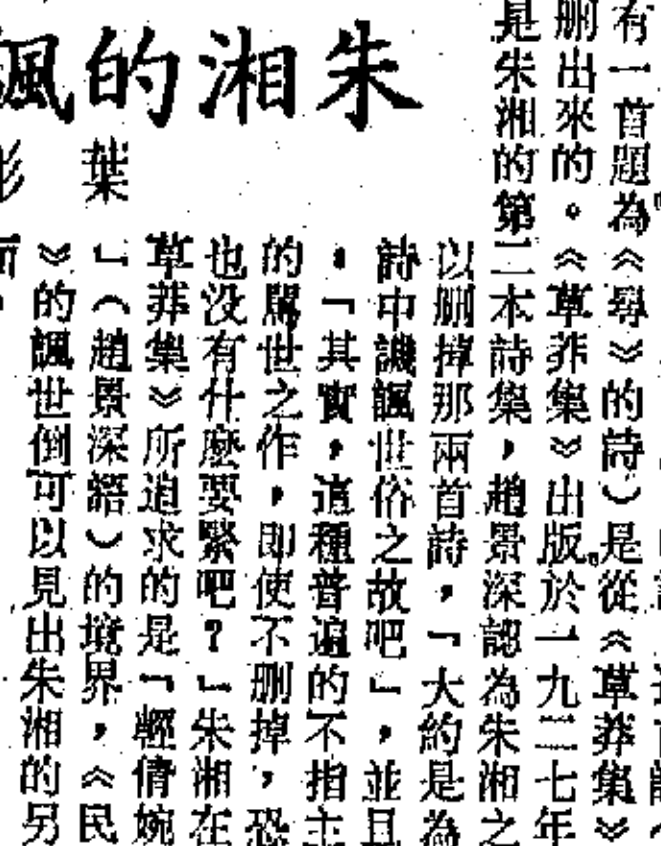 有一首題為《尋》的詩）是從《草莽集》
删出來的。《草莽集》出版於一九二七年
是朱湘的第二本詩集，趙景深認為朱湘之
以删掉那兩首詩，「大約是為
詩中譏諷世俗之故吧」，並且
：「其實，這種普遍的不指主
的罵世之作，即使不删掉，恐
也没有什麼要緊吧？」朱湘在
草莽集》所追求的是「輕倩婉
」（趙景深語）的境界，《民
》的諷世倒可以見出朱湘的另
朱湘的諷
葉彤